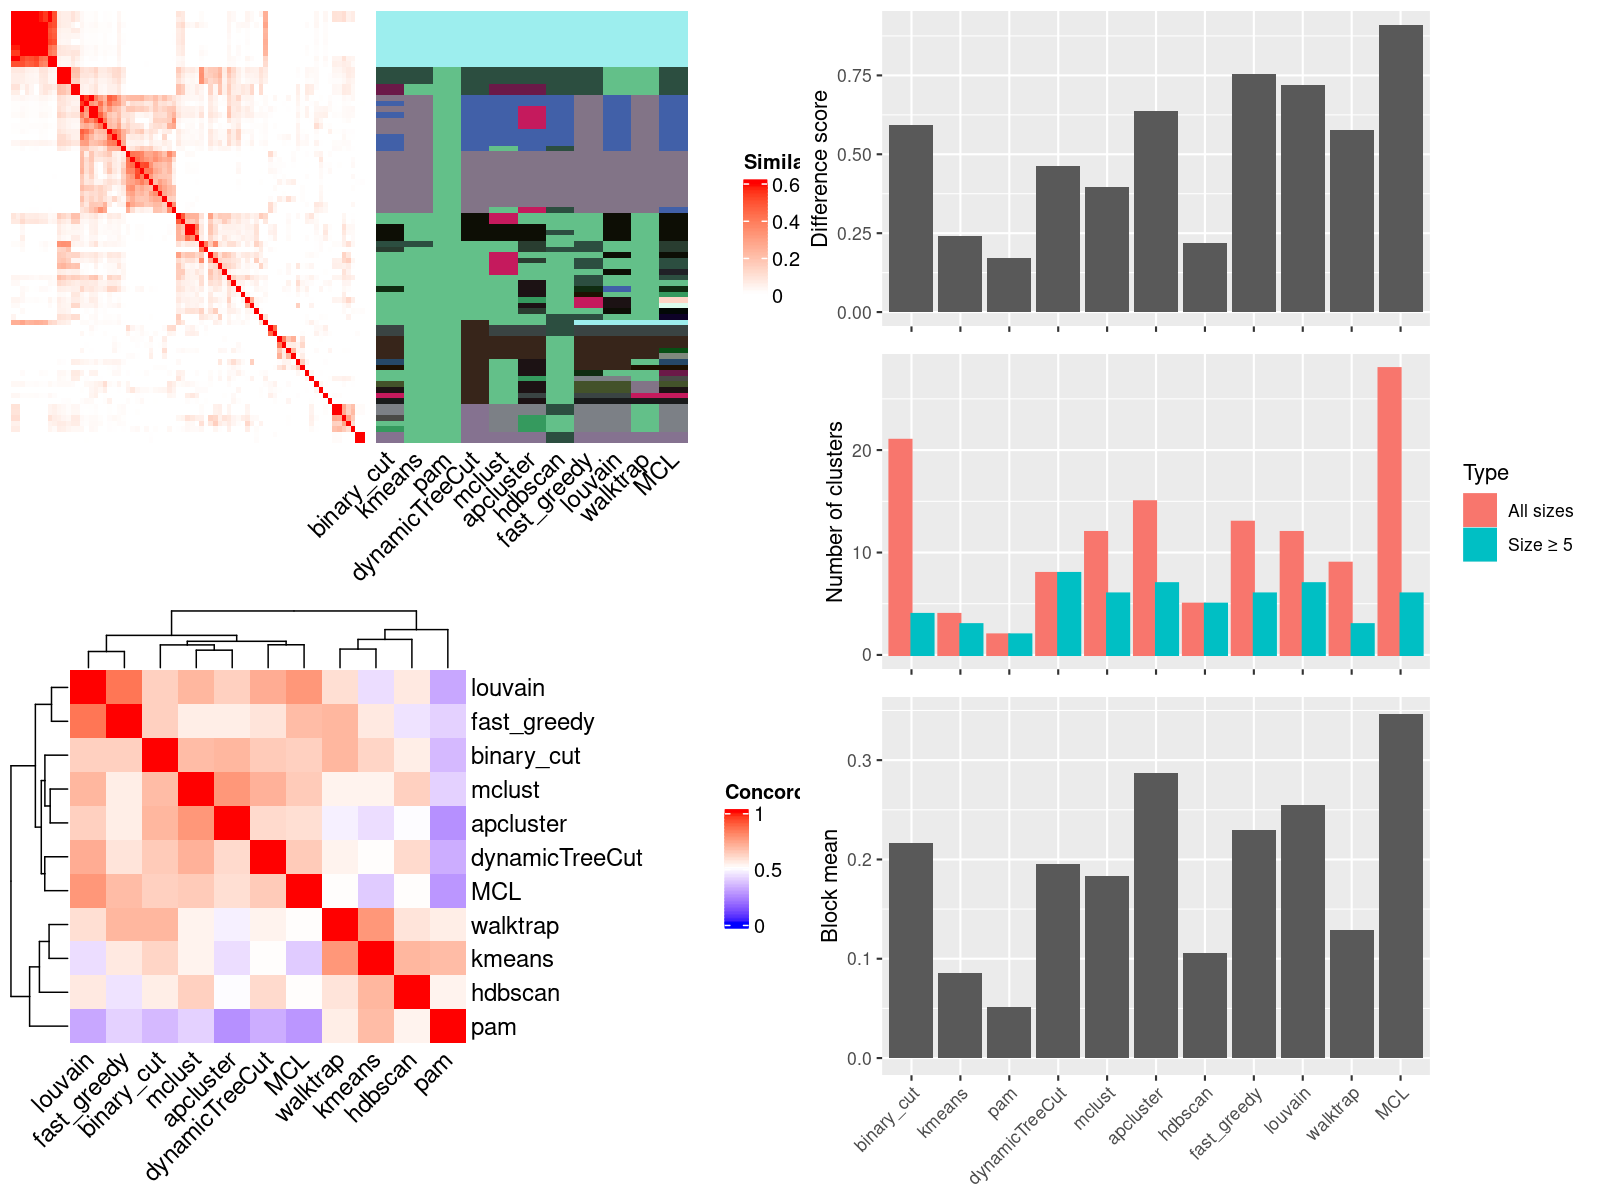 Simila
0.6
0.4
0.2
0
binary_cut
kmeans
pam
dynamicTreeCut
mclust
apcluster
hdbscan
fast_greedy
louvain
walktrap
MCL
louvain
fast_greedy
binary_cut
mclust
apcluster
dynamicTreeCut
MCL
walktrap
kmeans
hdbscan
pam
louvain
fast_greedy
binary_cut
mclust
apcluster
dynamicTreeCut
MCL
walktrap
kmeans
hdbscan
pam
Concord
1
0.5
0
Difference score
0.75
0.50
0.25
0.00
Number of clusters
20
10
0
Type
All sizes
Size ≥ 5
Block mean
0.3
0.2
0.1
0.0
binary_cut
kmeans
pam
dynamicTreeCut
mclust
apcluster
hdbscan
fast_greedy
louvain
walktrap
MCL